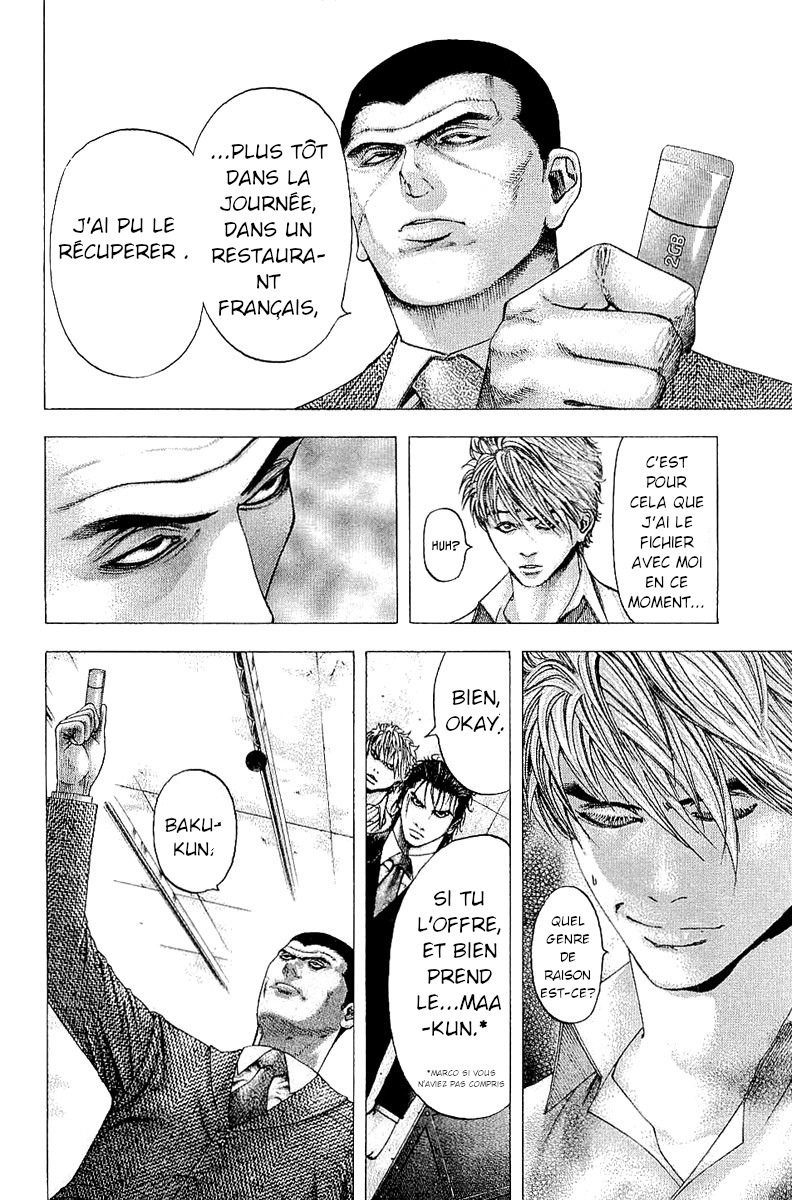 ...PLUS TÔT
DANS LA
JOURNÉE,
DANS UN
RESTAURA-
NT
FRANÇAIS,
J'AI PU LE
RÉCUPERER .
2GB
C'EST
POUR
CELA QUE
J'AI LE
FICHIER
AVEC MOI
EN CE
MOMENT...
HUH?
QUEL
GENRE
DE
RAISON
EST-CE?
BIEN,
OKAY.
SI TU
L'OFFRE,
ET BIEN
PREND
LE...MAA
-KUN.*
*MARCO SI VOUS
N'AVIEZ PAS COMPRIS
BAKU-
KUN;